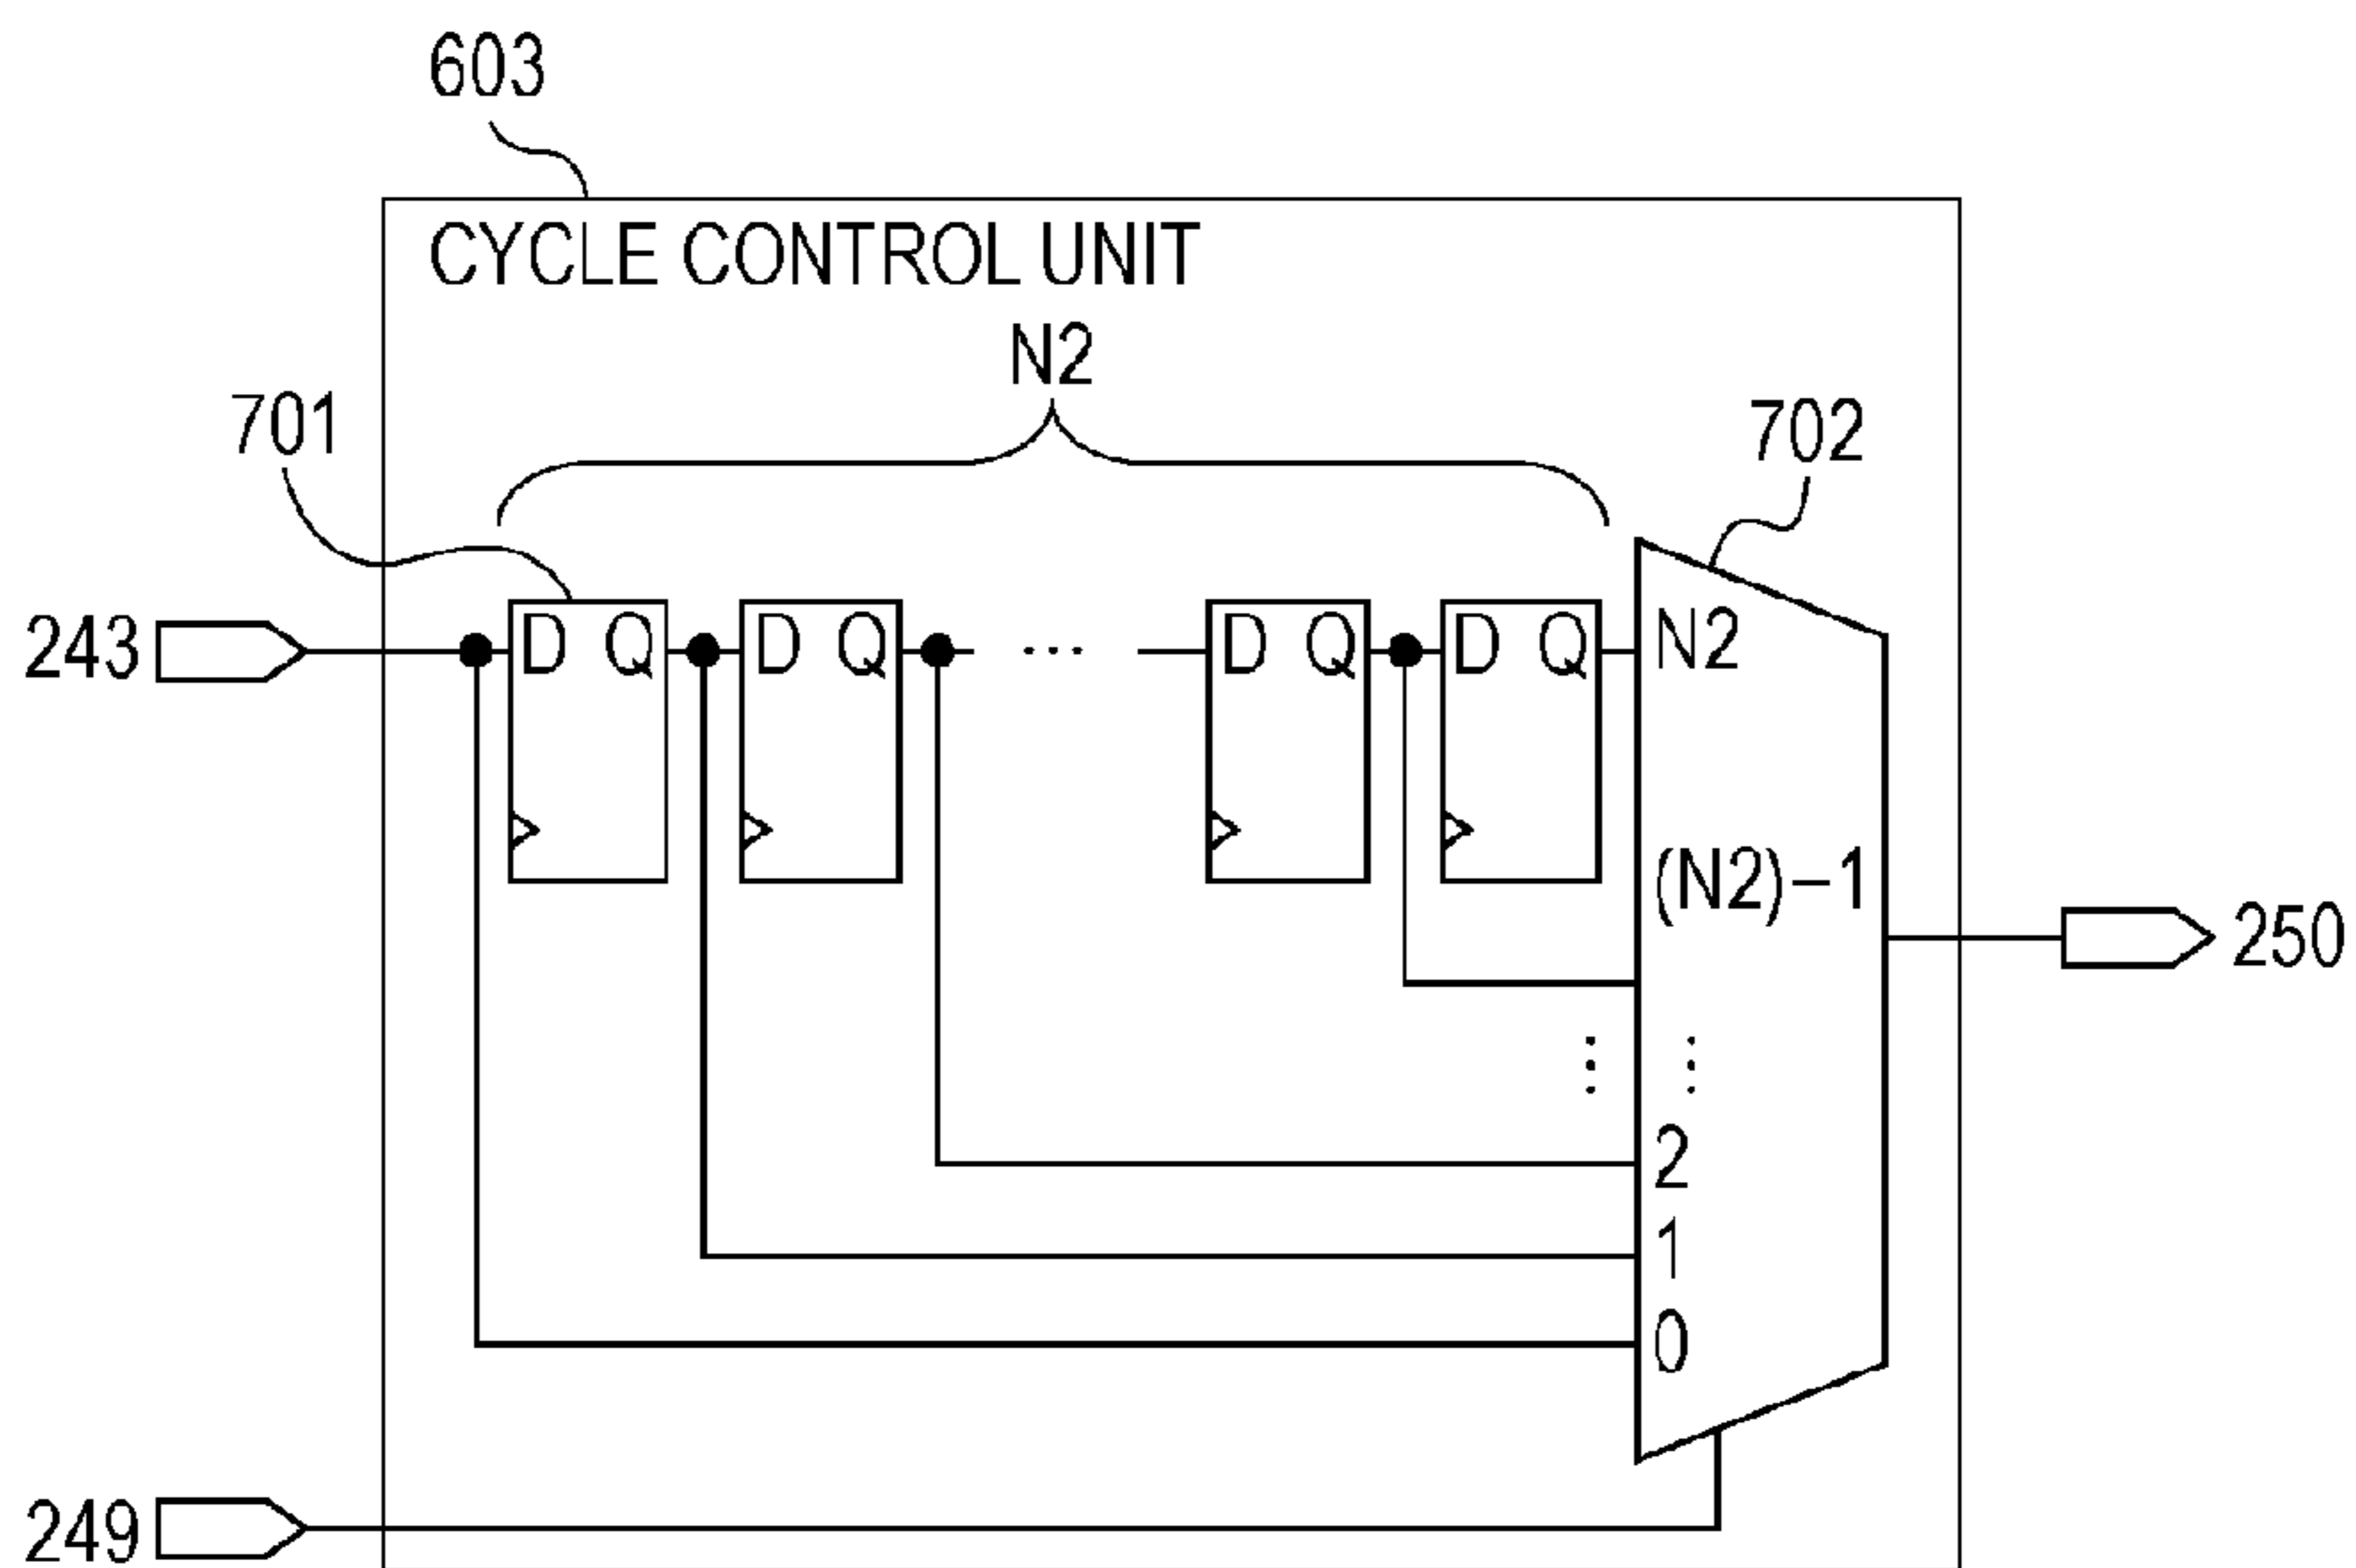 603
CYCLE CONTROL UNIT
N2
701
702
243
D Q
D Q
...
D Q
D Q
N2
(N2)-1
250
⋮ ⋮
2
1
0
249